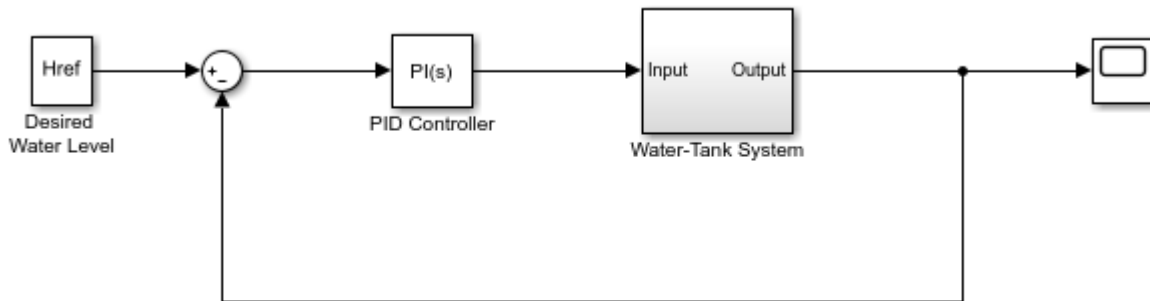 Href
Desired
Water Level
+
-
PI(s)
PID Controller
Input
Output
Water-Tank System